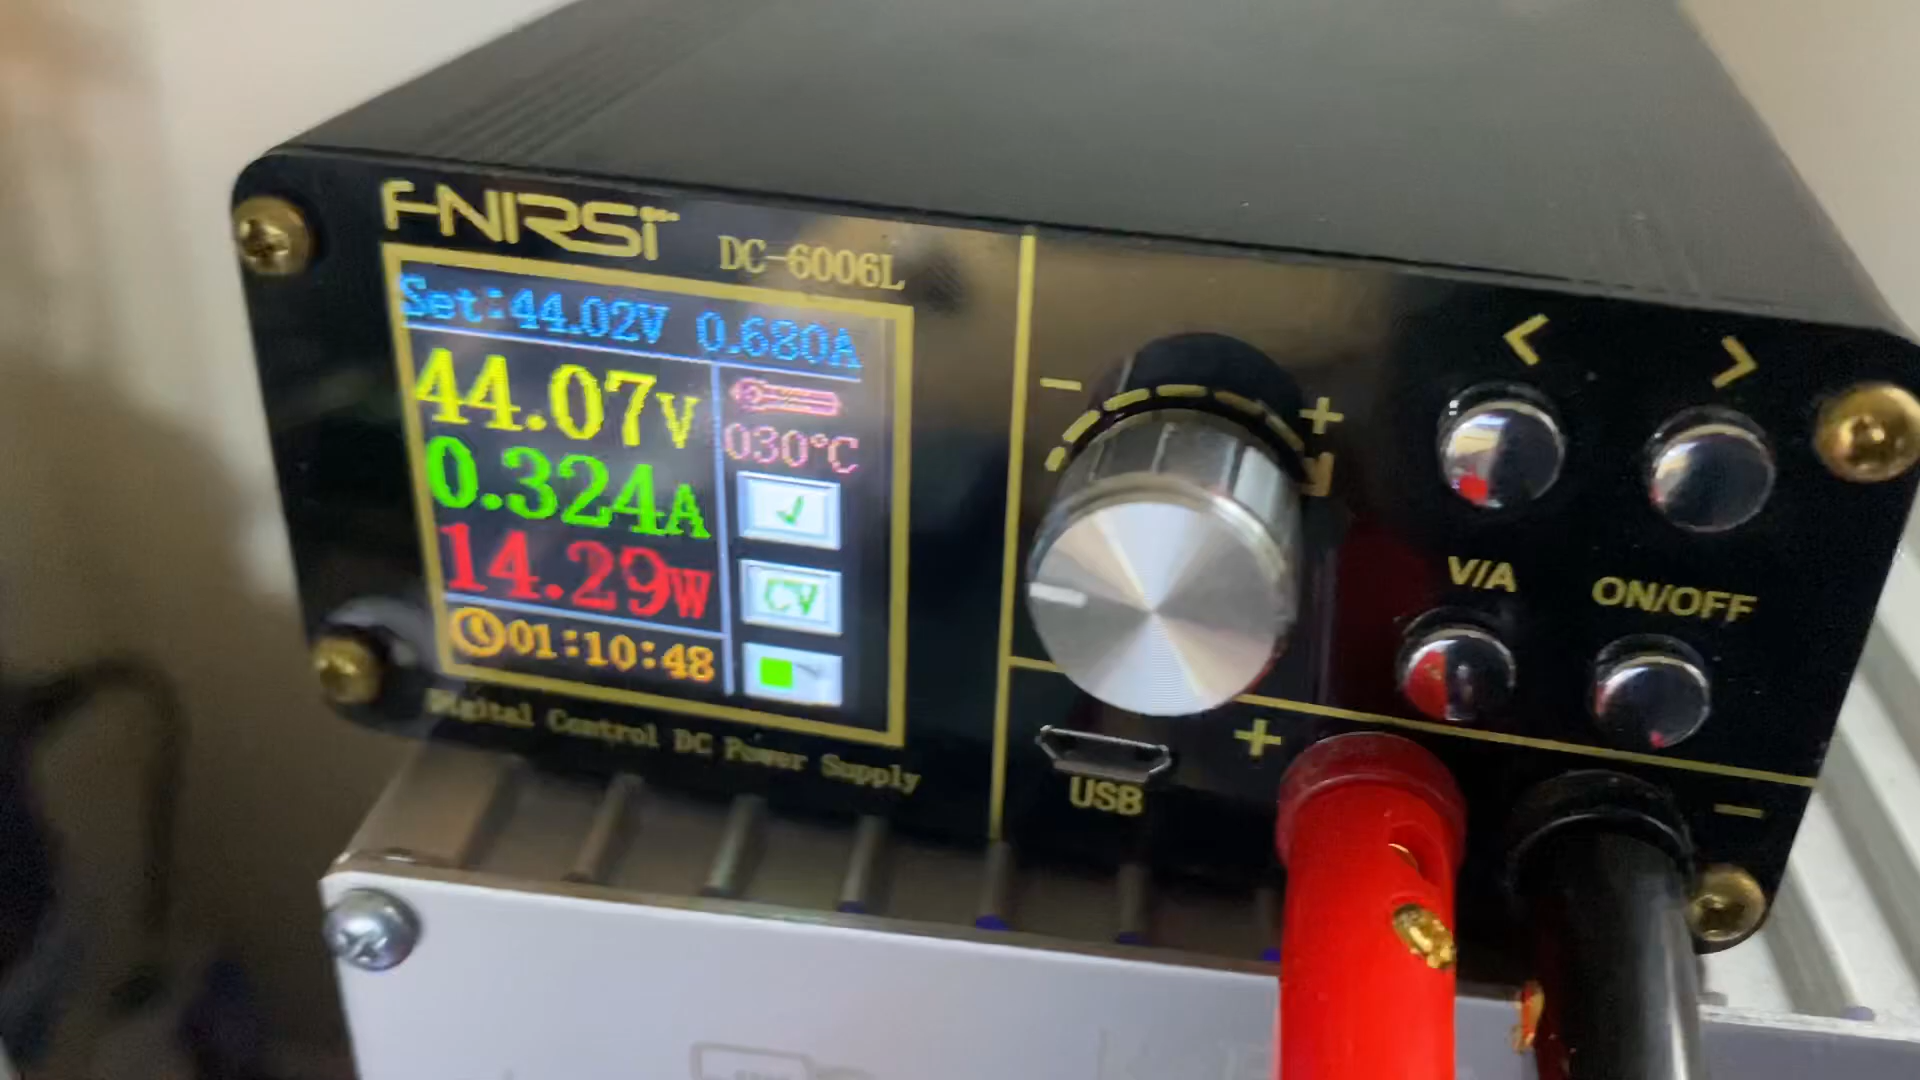 FNIRSI
DC-6006L
Set:44.02V 0.680A
44.07V
030°C
0.324A
14.29W
CV
01:10:48
Digital Control DC Power Supply
- +
< >
V/A
ON/OFF
USB
+
-